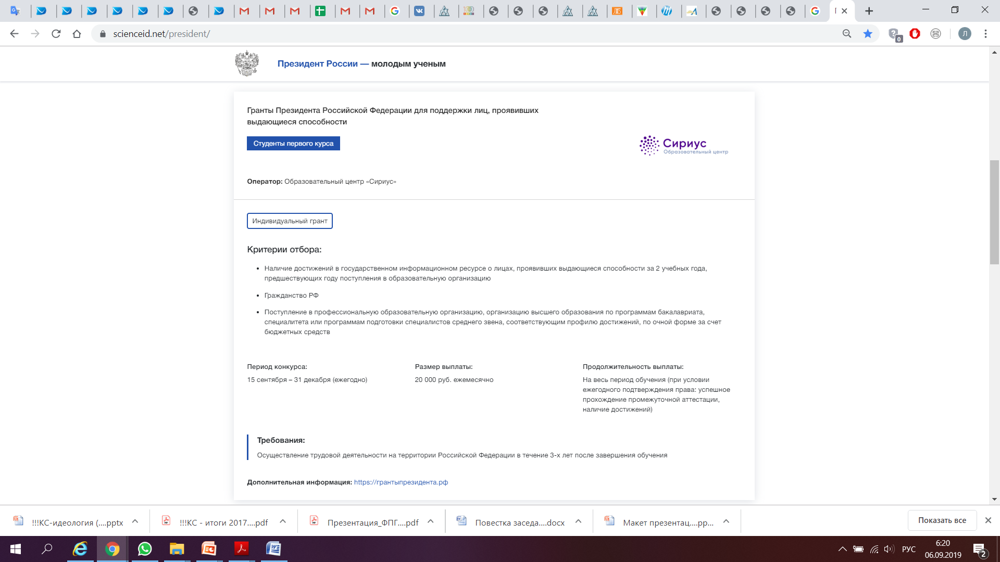 scienceid.net/president/
0
Л
Президент России — молодым ученым
Гранты Президента Российской Федерации для поддержки лиц, проявивших
выдающиеся способности
Студенты первого курса
Сириус
Образовательный центр
Оператор: Образовательный центр «Сириус»
Индивидуальный грант
Критерии отбора:
Наличие достижений в государственном информационном ресурсе о лицах, проявивших выдающиеся способности за 2 учебных года,
предшествующих году поступления в образовательную организацию
Гражданство РФ
Поступление в профессиональную образовательную организацию, организацию высшего образования по программам бакалавриата,
специалитета или программам подготовки специалистов среднего звена, соответствующим профилю достижений, по очной форме за счет
бюджетных средств
Период конкурса:
15 сентября – 31 декабря (ежегодно)
Размер выплаты:
20 000 руб. ежемесячно
Продолжительность выплаты:
На весь период обучения (при условии
ежегодного подтверждения права: успешное
прохождение промежуточной аттестации,
наличие достижений)
Требования:
Осуществление трудовой деятельности на территории Российской Федерации в течение 3-х лет после завершения обучения
Дополнительная информация: https://грантыпрезидента.рф
!!!КС-идеология (....pptx
!!!КС - итоги 2017....pdf
Презентация_ФПГ....pdf
Повестка заседа....docx
Макет презентац....pp...
Показать все
РУС
6:20
06.09.2019
2